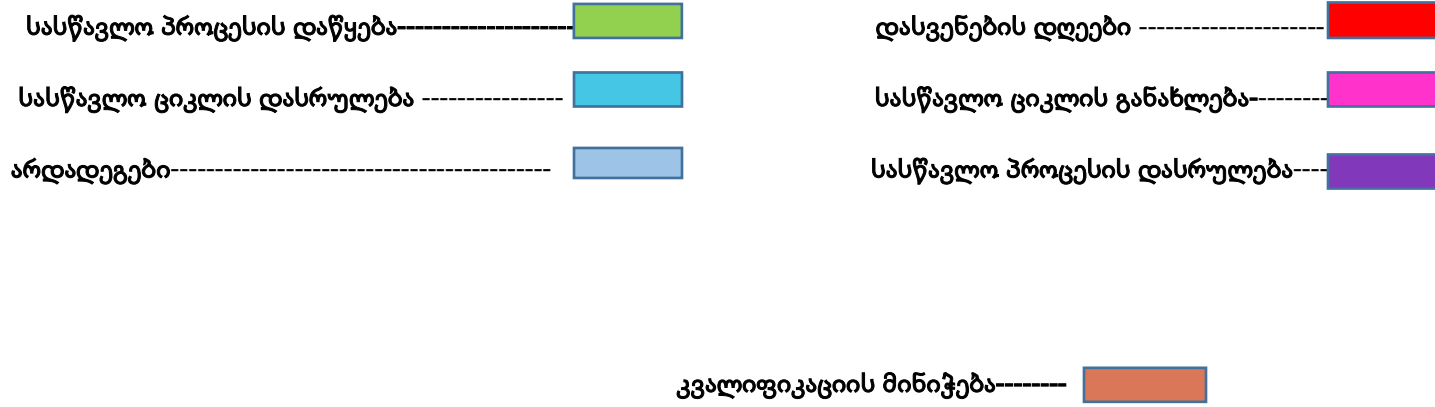 სასწავლო პროცესის დაწყება--------------------
დასვენების დღეები ---------------------
სასწავლო ციკლის დასრულება ----------------
სასწავლო ციკლის განახლება---------
არდადეგები-------------------------------------------
სასწავლო პროცესის დასრულება----
კვალიფიკაციის მინიჭება--------